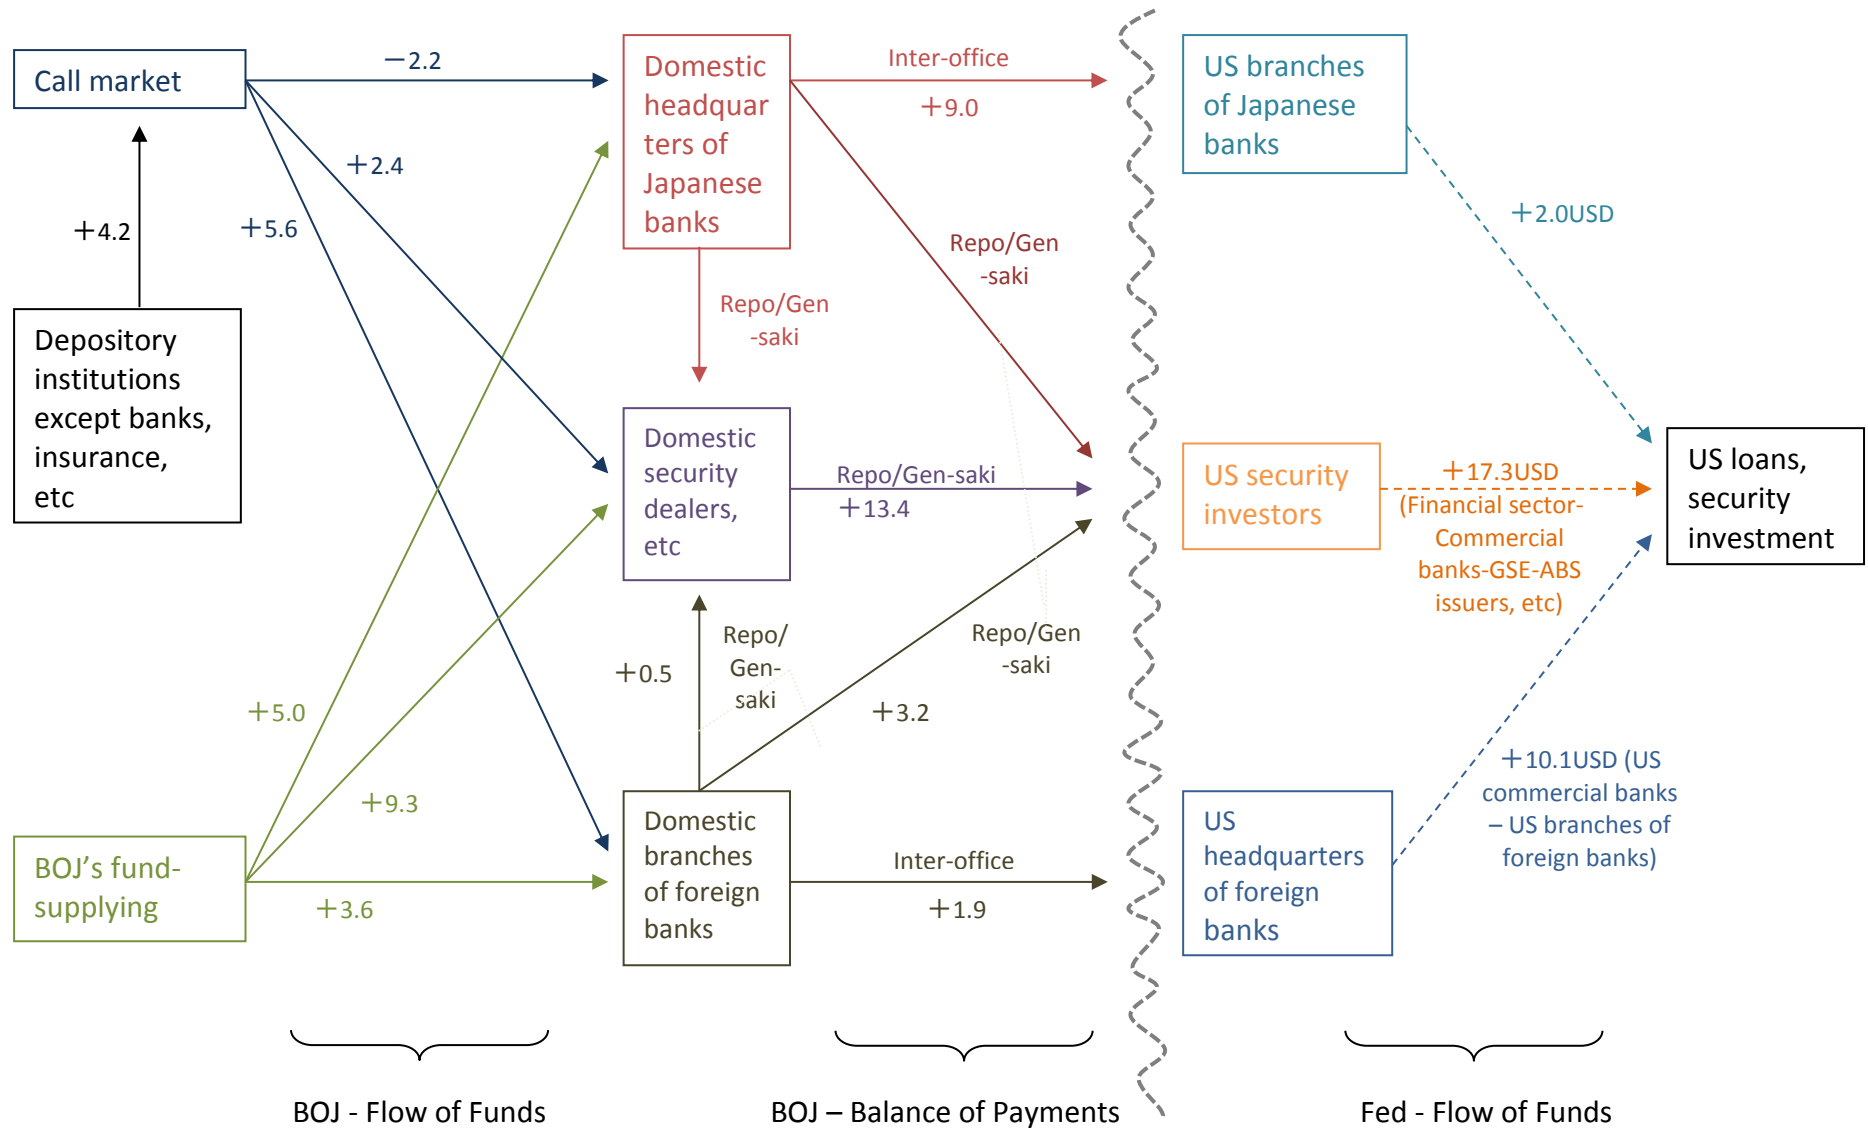 Call market
−2.2
Domestic
headquar
ters of
Japanese
banks
Inter-office
+9.0
US branches
of Japanese
banks
+2.4
+4.2
+5.6
+2.0USD
Repo/Gen
-saki
Repo/Gen
-saki
Depository
institutions
except banks,
insurance,
etc
Domestic
security
dealers,
etc
Repo/Gen-saki
+13.4
US security
investors
+17.3USD
(Financial sector-
Commercial
banks-GSE-ABS
issuers, etc)
US loans,
security
investment
Repo/
Gen-
saki
+0.5
Repo/Gen
-saki
+3.2
+5.0
+9.3
+10.1USD (US
commercial banks
– US branches of
foreign banks)
BOJ’s fund-
supplying
+3.6
Domestic
branches
of foreign
banks
Inter-office
+1.9
US
headquarters
of foreign
banks
BOJ - Flow of Funds
BOJ – Balance of Payments
Fed - Flow of Funds